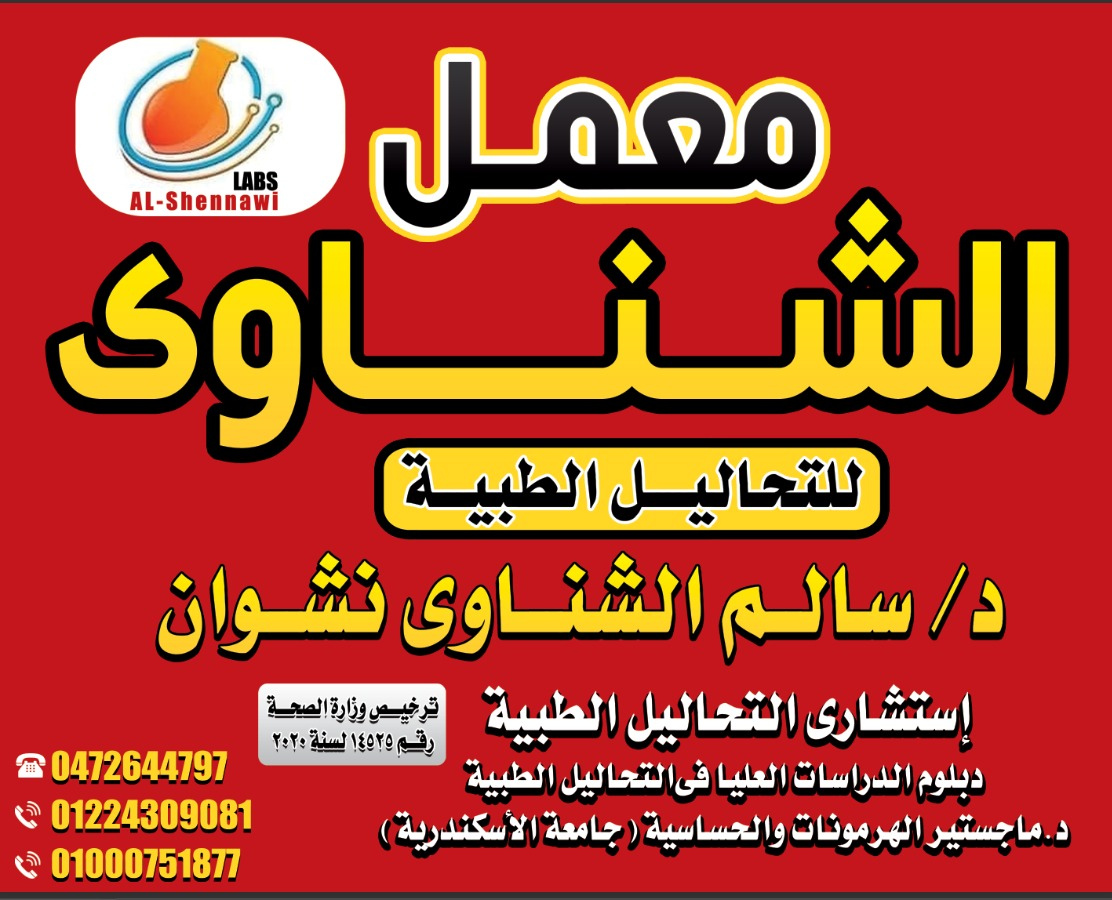 LABS
AL-Shennawi
معمل
الشناوى
للتحاليل الطبية
د/ سالم الشناوى نشوان
إستشارى التحاليل الطبية
دبلوم الدراسات العليا فى التحاليل الطبية
د.ماجستير الهرمونات والحساسية ( جامعة الأسكندرية )
ترخيص وزارة الصحة
رقم ١٤٥٢٥ لسنة ٢٠٢٠
0472644797
01224309081
01000751877